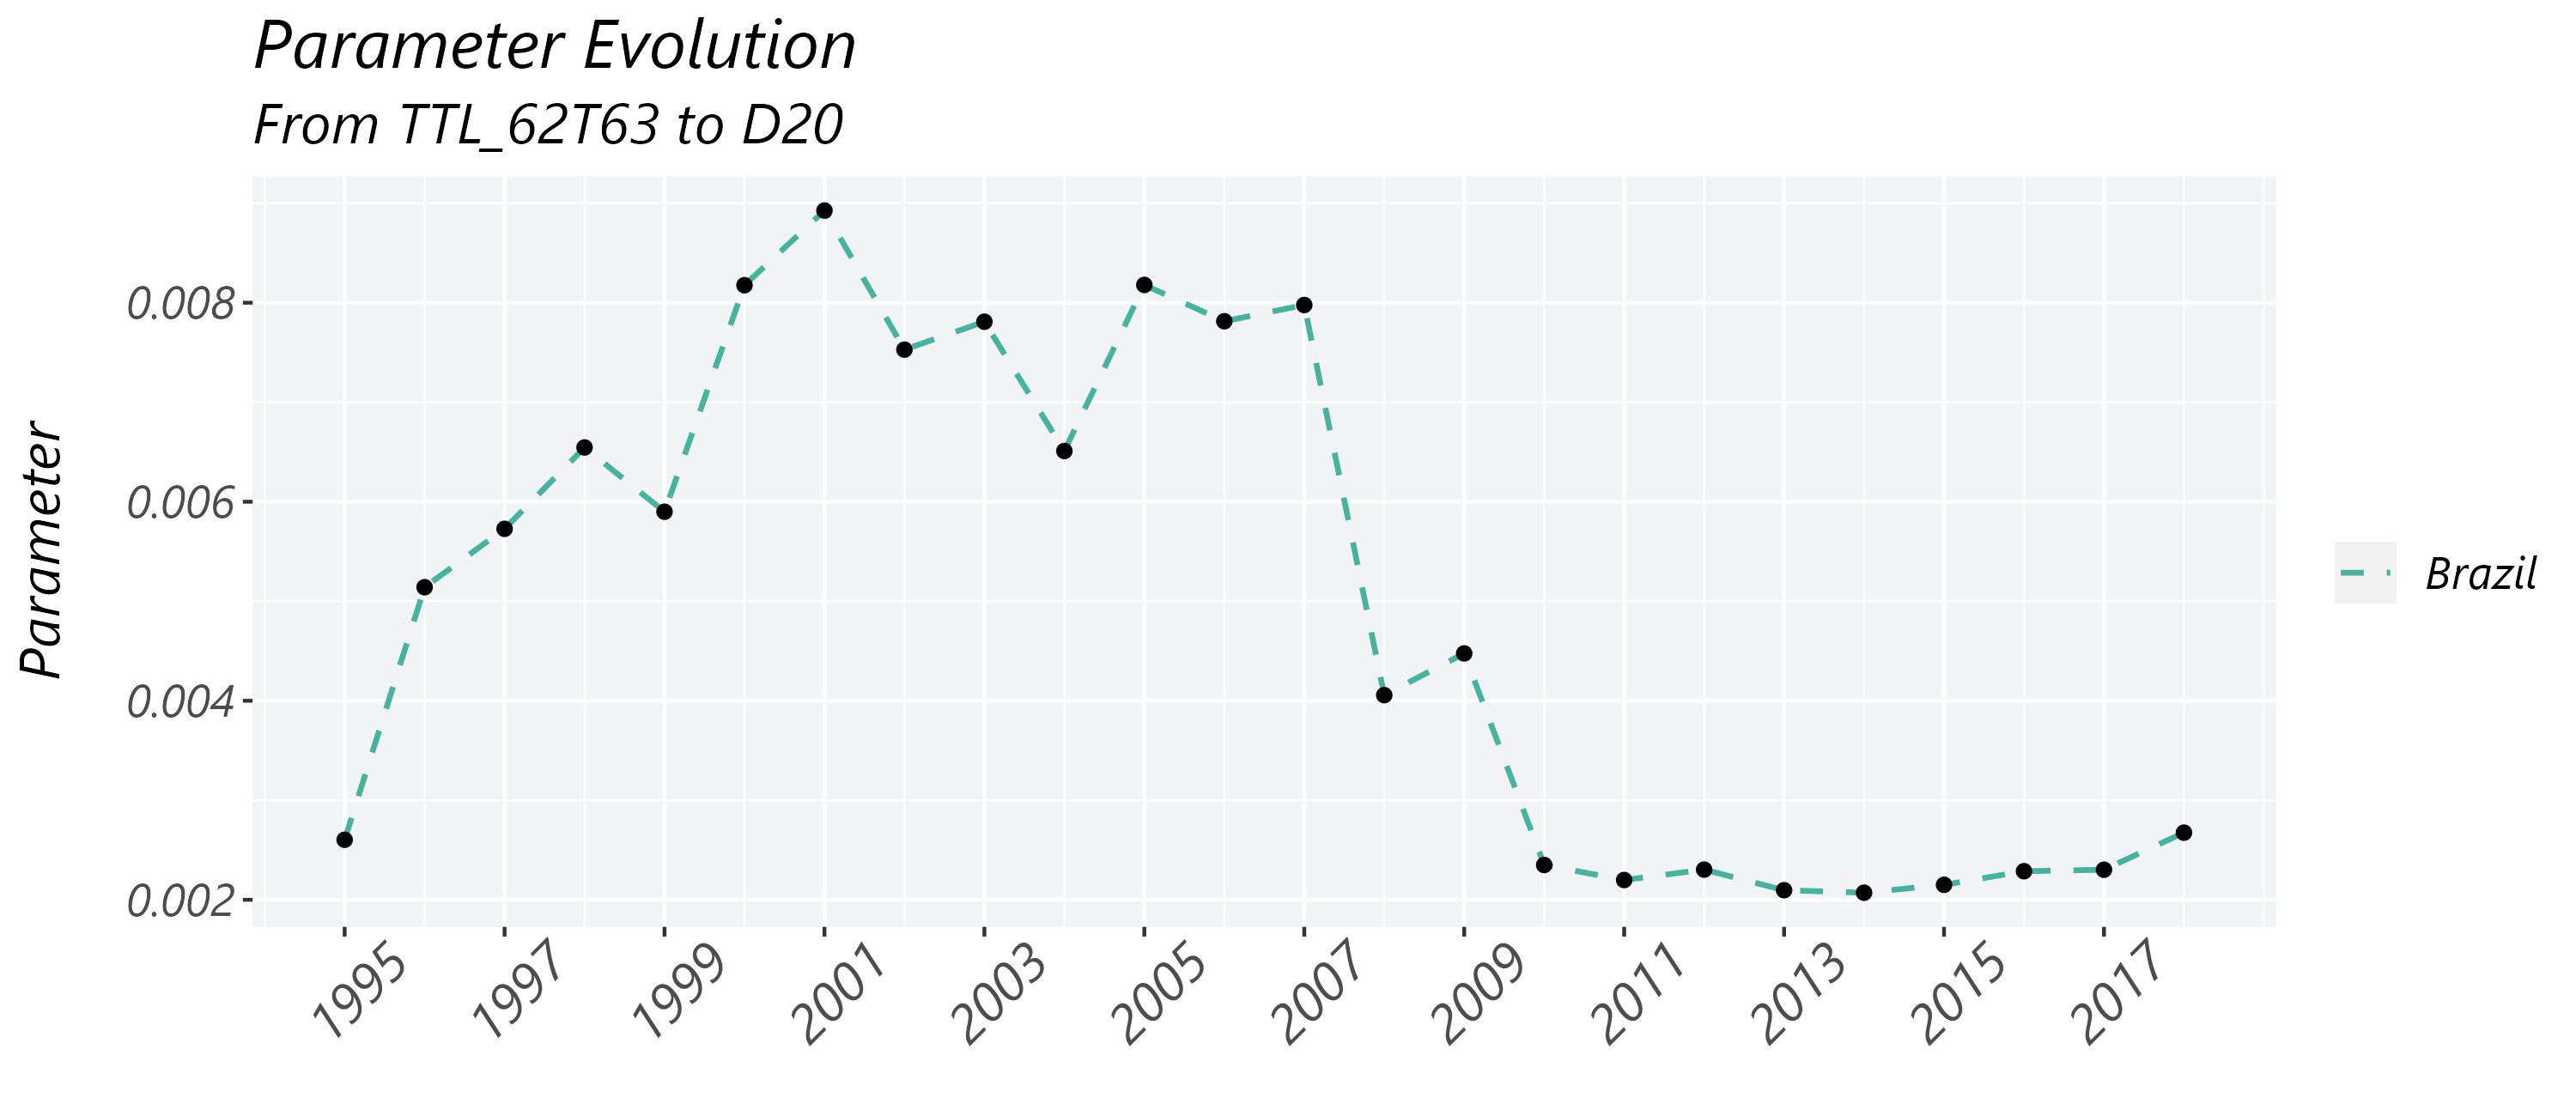 Parameter Evolution
From TTL_62T63 to D20
Parameter
0.008
0.006
0.004
0.002
1995 1997 1999 2001 2003 2005 2007 2009 2011 2013 2015 2017
Brazil